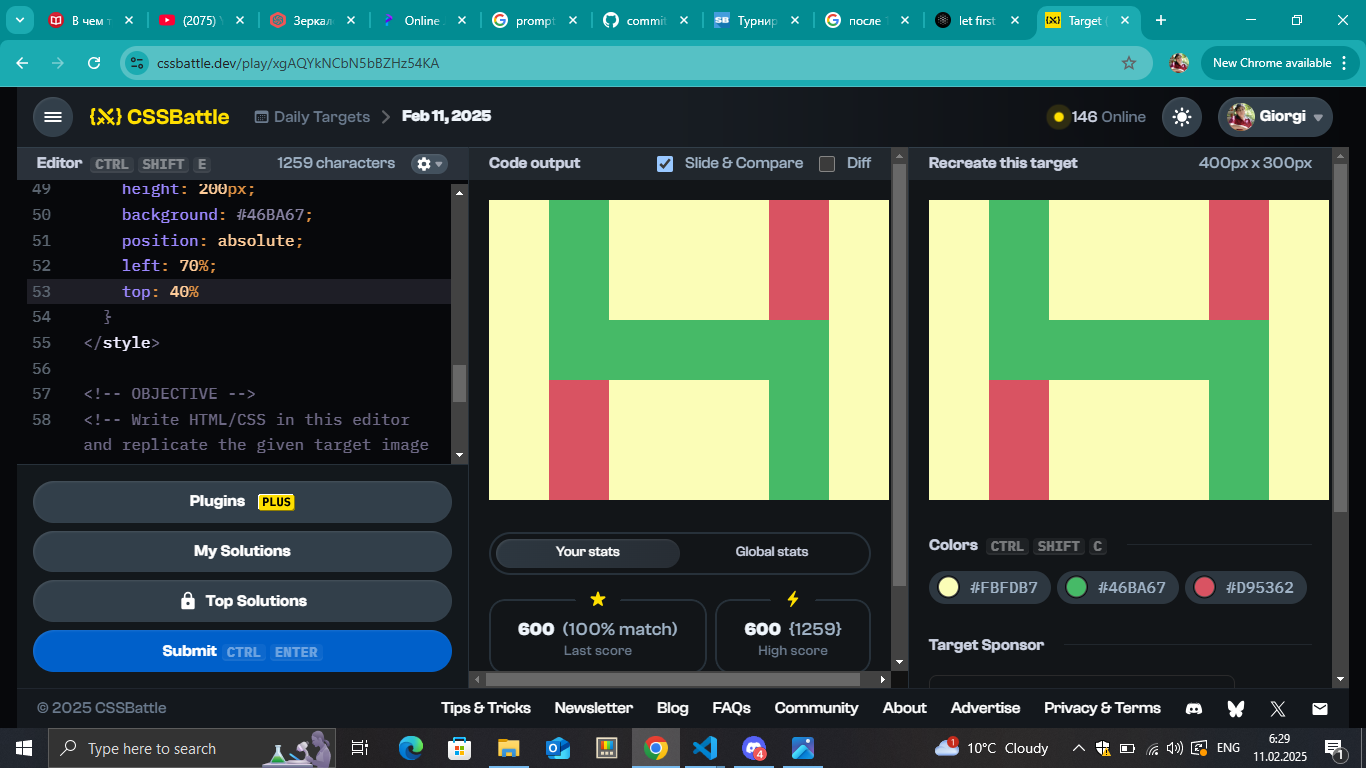 В чем т
(2075) \
Зеркал
Online .
prompt
commit
Турнир
после
let first
Target (
cssbattle.dev/play/xgAQYkNCbN5bBZHz54KA
New Chrome available
{X} CSSBattle
Daily Targets > Feb 11, 2025
146 Online
Giorgi
Editor CTRL SHIFT E
1259 characters
Code output
Slide & Compare
Diff
Recreate this target
400px x 300px
49 height: 200px;
50 background: #46BA67;
51 position: absolute;
52 left: 70%;
53 top: 40%
54 }
55 </style>
56
57 <!-- OBJECTIVE -->
58 <!-- Write HTML/CSS in this editor
and replicate the given target image
Plugins PLUS
My Solutions
Top Solutions
Submit CTRL ENTER
Your stats
Global stats
600 (100% match)
Last score
600 {1259}
High score
Colors CTRL SHIFT C
#FBFDB7
#46BA67
#D95362
Target Sponsor
© 2025 CSSBattle
Tips & Tricks
Newsletter
Blog
FAQs
Community
About
Advertise
Privacy & Terms
Type here to search
4
1
10°C Cloudy
ENG
6:29
11.02.2025
1